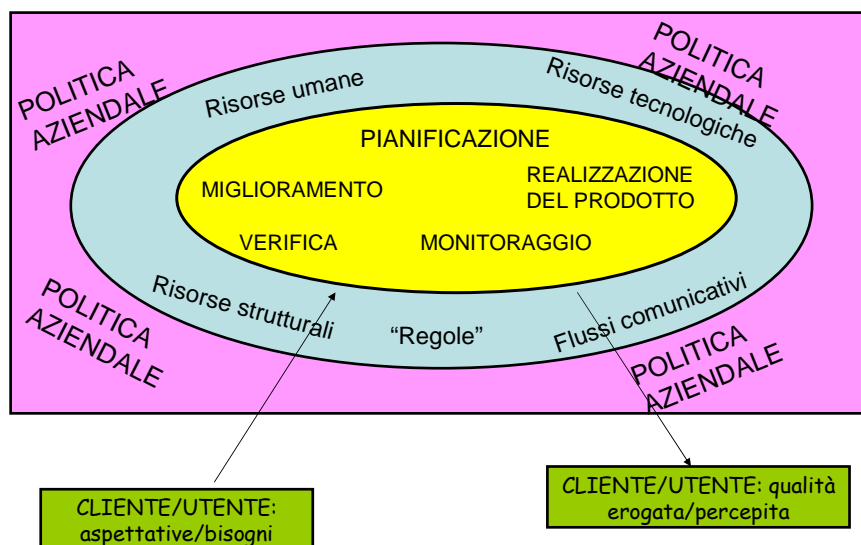 POLITICA
AZIENDALE
POLITICA
AZIENDALE
Risorse umane
Risorse tecnologiche
PIANIFICAZIONE
MIGLIORAMENTO
REALIZZAZIONE
DEL PRODOTTO
VERIFICA
MONITORAGGIO
POLITICA
AZIENDALE
Risorse strutturali
“Regole”
Flussi comunicativi
POLITICA
AZIENDALE
CLIENTE/UTENTE:
aspettative/bisogni
CLIENTE/UTENTE: qualità
erogata/percepita